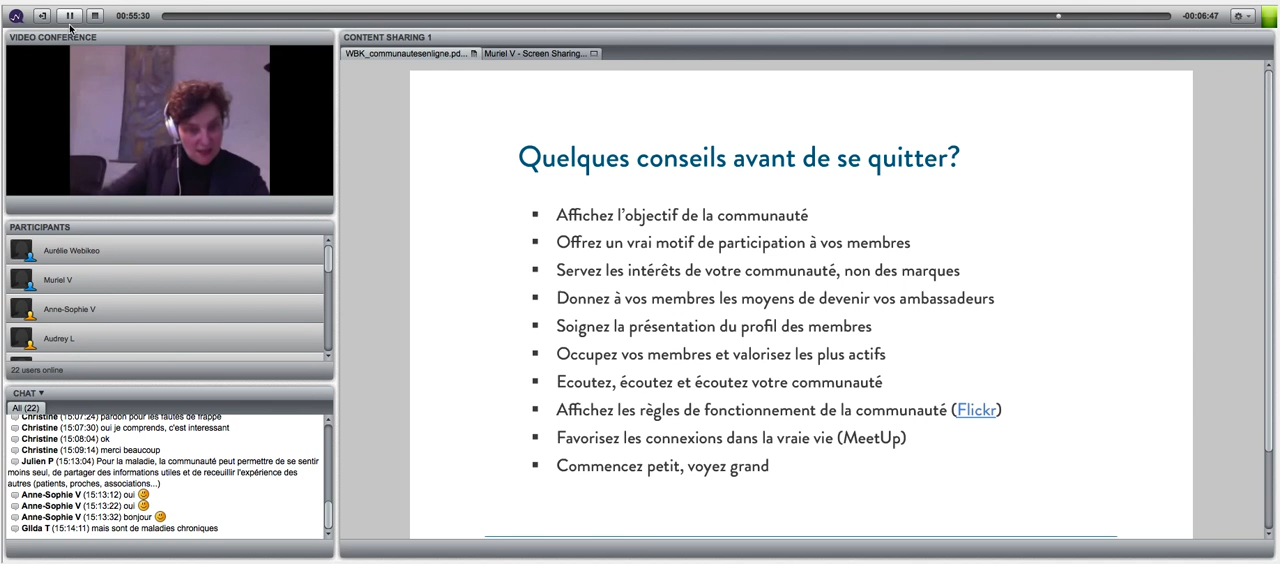 00:55:30
-00:06:47
VIDEO CONFERENCE
PARTICIPANTS
Aurélie Webikeo
Muriel V
Anne-Sophie V
Audrey L
22 users online
CHAT
All (22)
Christine (15:07:24) pardon pour les fautes de frappe
Christine (15:07:30) oui je comprends, c'est interessant
Christine (15:08:04) ok
Christine (15:09:14) merci beaucoup
Julien P (15:13:04) Pour la maladie, la communauté peut permettre de se sentir
moins seul, de partager des informations utiles et de receuillir l'expérience des
autres (patients, proches, associations...)
Anne-Sophie V (15:13:12) oui
Anne-Sophie V (15:13:22) oui
Anne-Sophie V (15:13:32) bonjour
Gilda T (15:14:11) mais sont de maladies chroniques
CONTENT SHARING 1
WBK_communautesenligne.pd...
Muriel V - Screen Sharing...
Quelques conseils avant de se quitter?
▪ Affichez l'objectif de la communauté
▪ Offrez un vrai motif de participation à vos membres
▪ Servez les intérêts de votre communauté, non des marques
▪ Donnez à vos membres les moyens de devenir vos ambassadeurs
▪ Soignez la présentation du profil des membres
▪ Occupez vos membres et valorisez les plus actifs
▪ Ecoutez, écoutez et écoutez votre communauté
▪ Affichez les règles de fonctionnement de la communauté (Flickr)
▪ Favorisez les connexions dans la vraie vie (MeetUp)
▪ Commencez petit, voyez grand